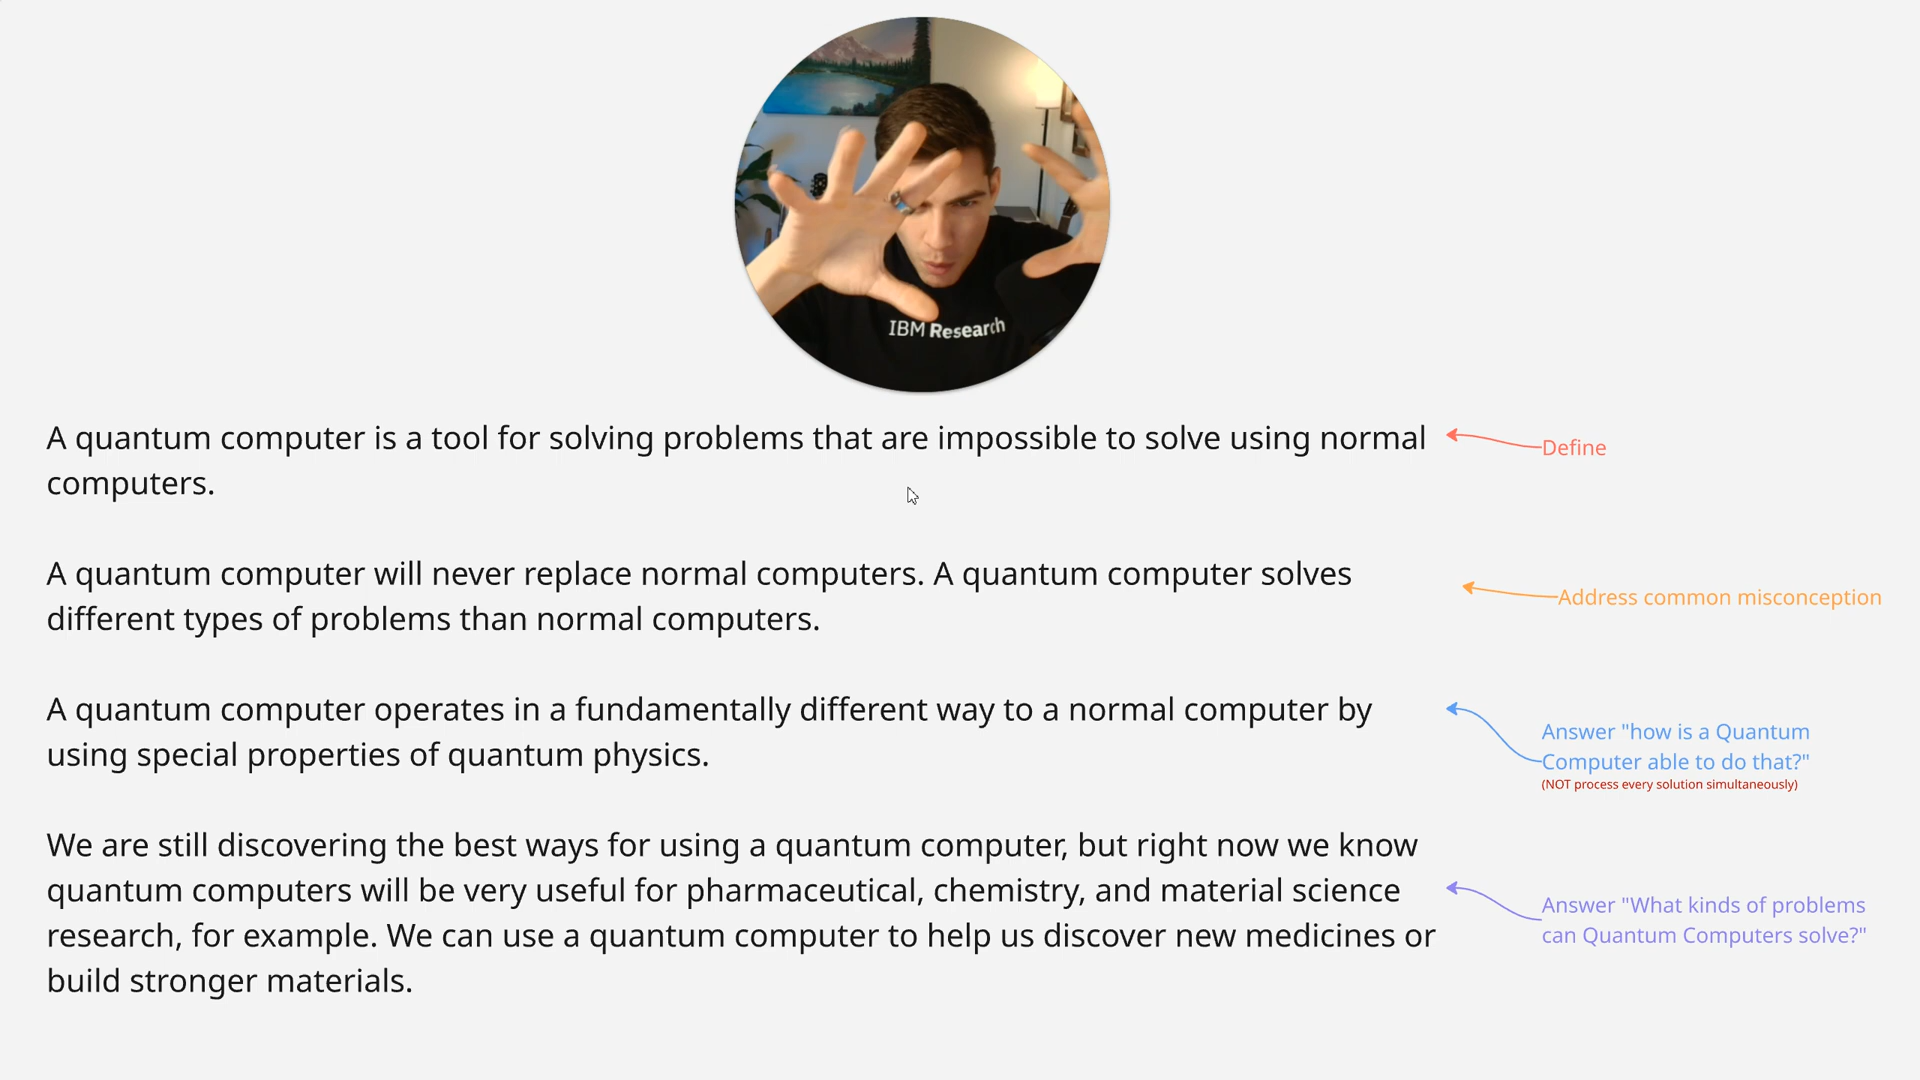 IBM Research
A quantum computer is a tool for solving problems that are impossible to solve using normal
computers.
Define
A quantum computer will never replace normal computers. A quantum computer solves
different types of problems than normal computers.
Address common misconception
A quantum computer operates in a fundamentally different way to a normal computer by
using special properties of quantum physics.
Answer "how is a Quantum
Computer able to do that?"
(NOT process every solution simultaneously)
We are still discovering the best ways for using a quantum computer, but right now we know
quantum computers will be very useful for pharmaceutical, chemistry, and material science
research, for example. We can use a quantum computer to help us discover new medicines or
build stronger materials.
Answer "What kinds of problems
can Quantum Computers solve?"